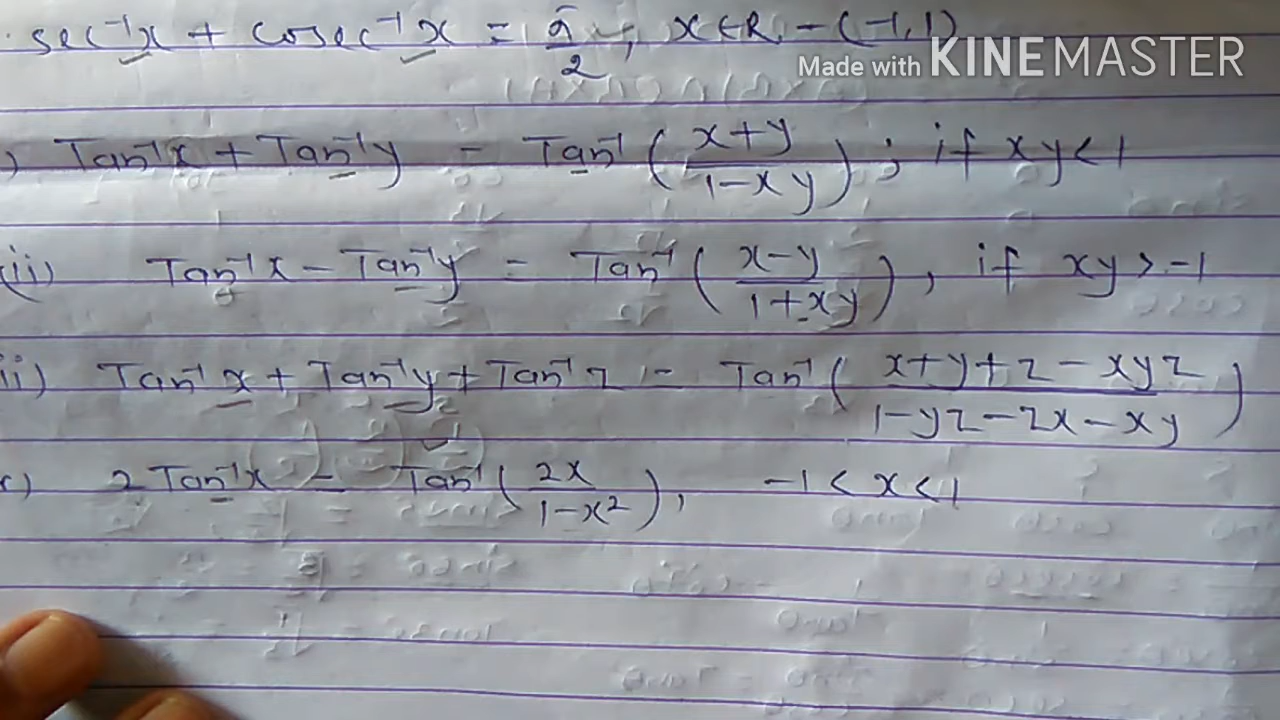 sec⁻¹x + cosec⁻¹x = π/2, x∈R - (-1,1)
Made with KINEMASTER
) Tan⁻¹x + Tan⁻¹y = Tan⁻¹((x+y)/(1-xy)); if xy<1
(ii) Tan⁻¹x - Tan⁻¹y = Tan⁻¹((x-y)/(1+xy)), if xy>-1
ii) Tan⁻¹x + Tan⁻¹y + Tan⁻¹z = Tan⁻¹((x+y+z-xyz)/(1-yz-zx-xy))
) 2Tan⁻¹x = Tan⁻¹(2x/(1-x²)), -1<x<1